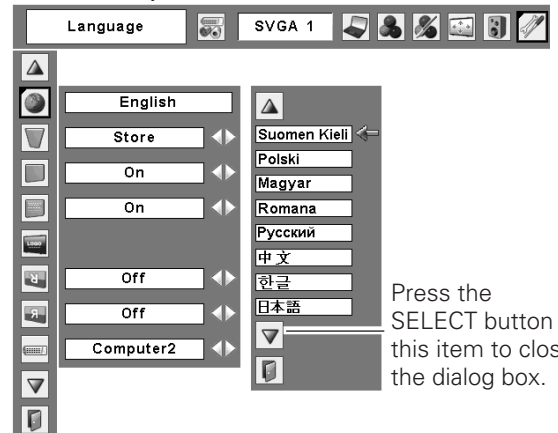 Language
SVGA 1
English
Store
On
On
LOGO
R
R
Off
Off
Computer2
Suomen Kieli
Polski
Magyar
Romana
Русский
中文
한글
日本語
Press the
SELECT button
this item to clos
the dialog box.